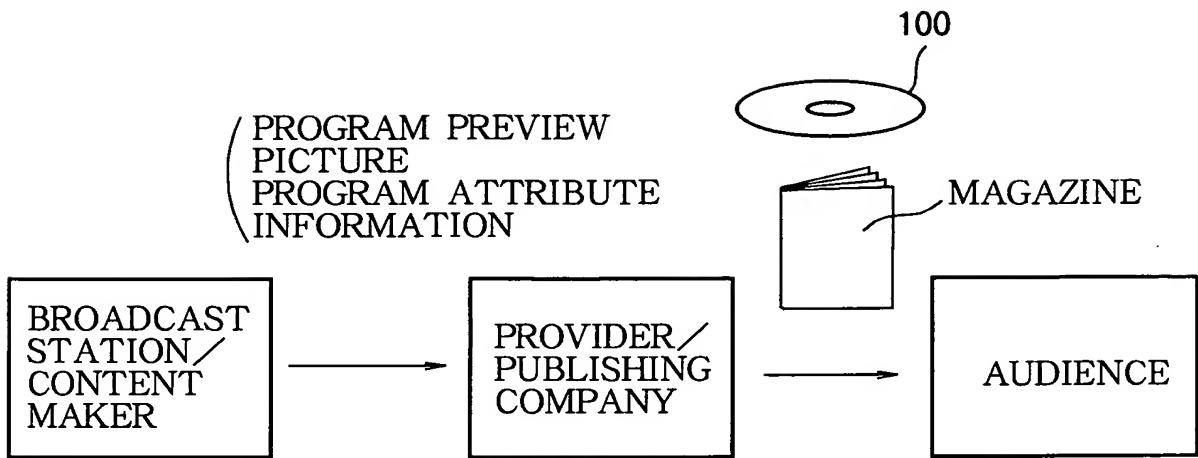 100
PROGRAM PREVIEW
PICTURE
PROGRAM ATTRIBUTE
INFORMATION
MAGAZINE
BROADCAST
STATION/
CONTENT
MAKER
PROVIDER/
PUBLISHING
COMPANY
AUDIENCE